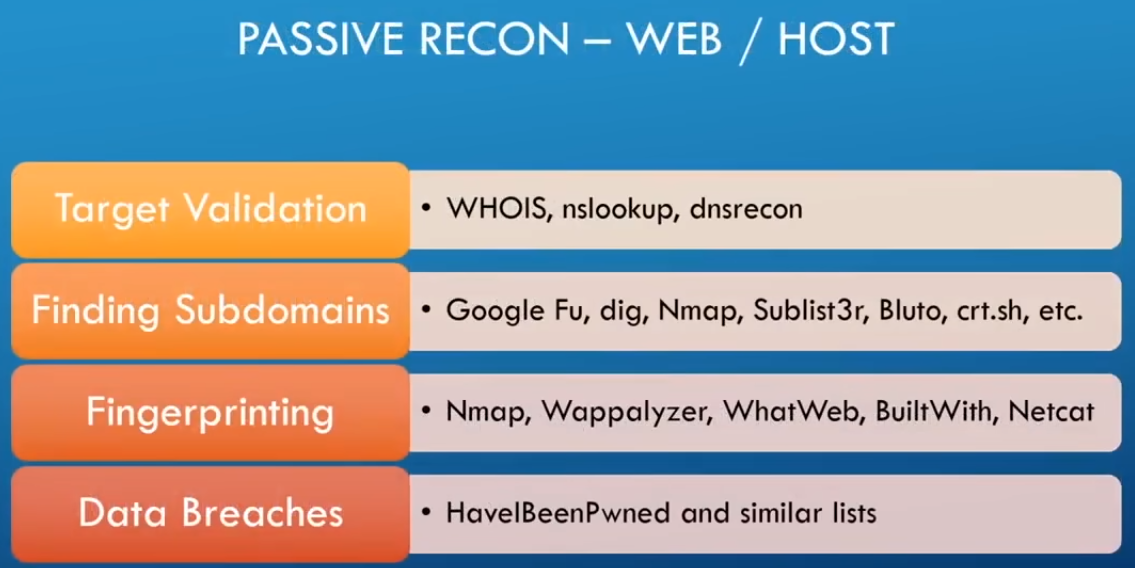 PASSIVE RECON – WEB / HOST
Target Validation
• WHOIS, nslookup, dnsrecon
Finding Subdomains
• Google Fu, dig, Nmap, Sublist3r, Bluto, crt.sh, etc.
Fingerprinting
• Nmap, Wappalyzer, WhatWeb, BuiltWith, Netcat
Data Breaches
• HaveIBeenPwned and similar lists